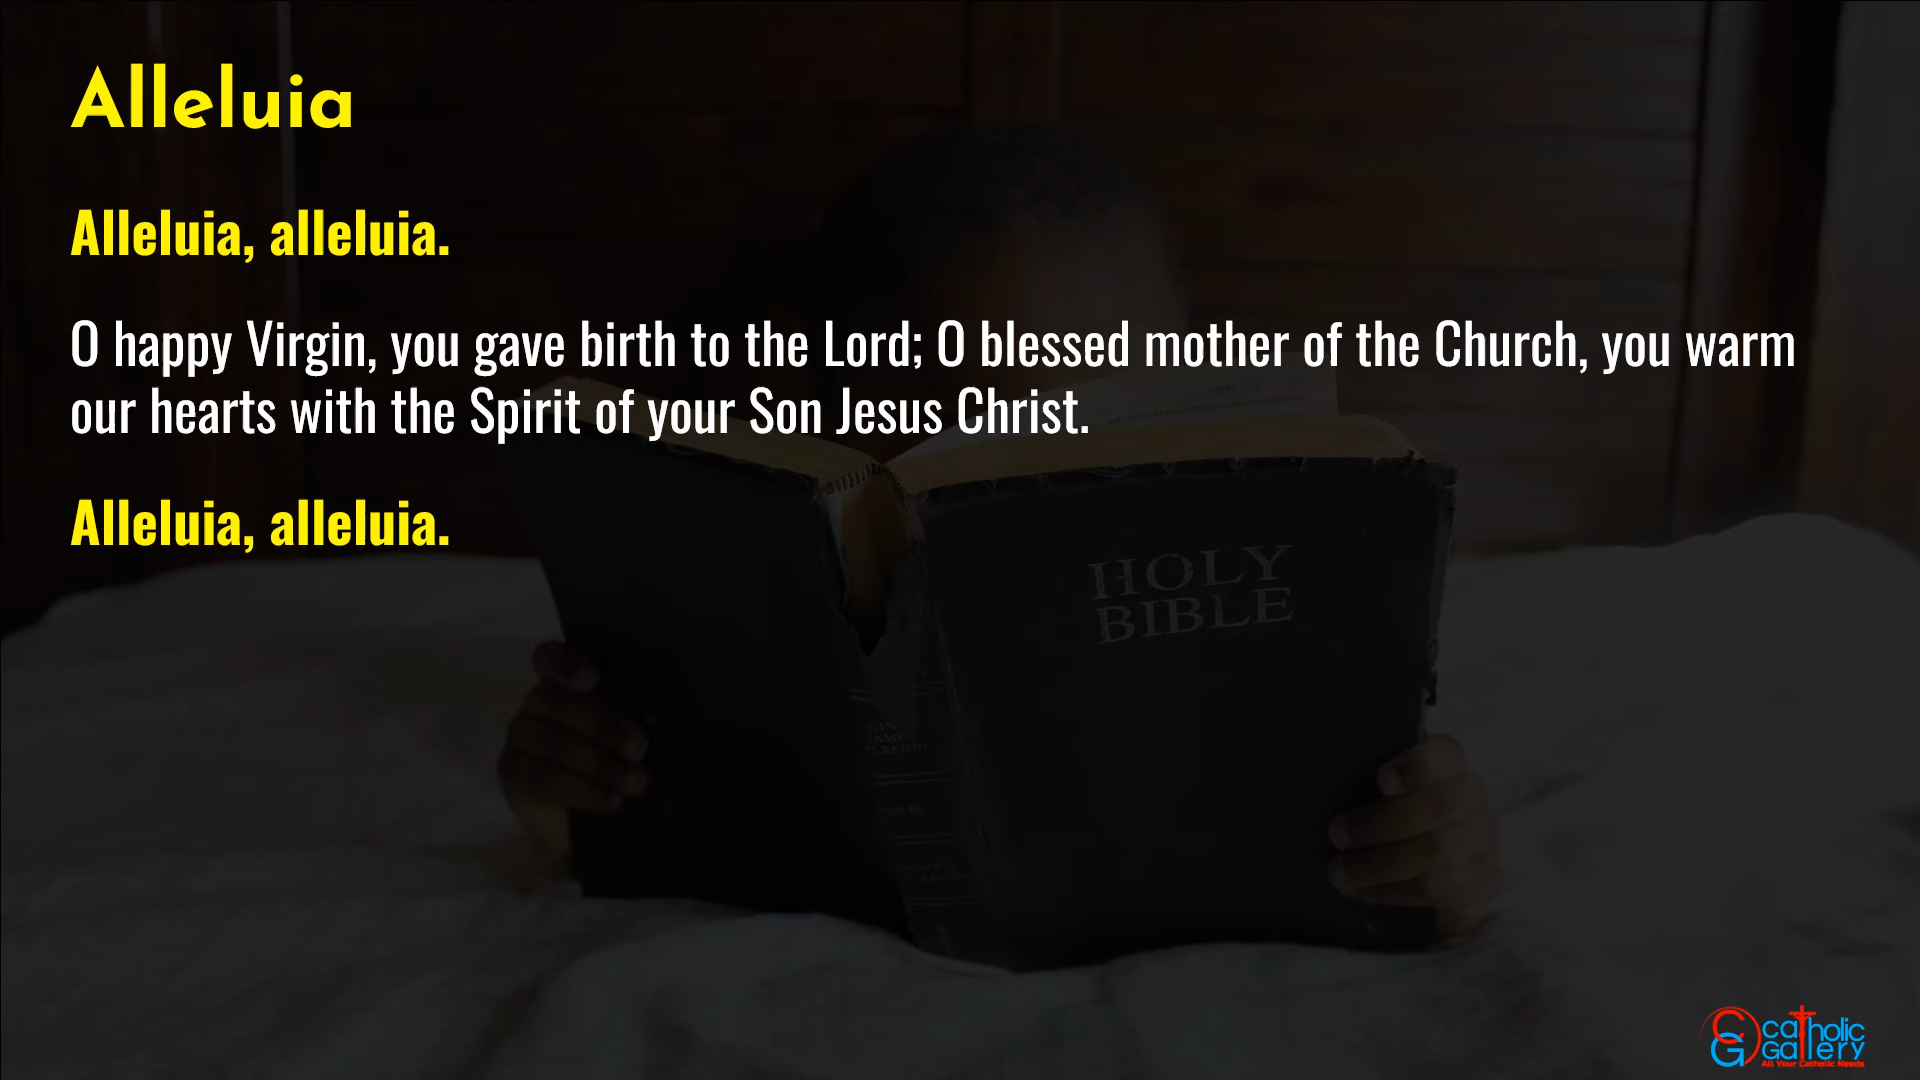 Alleluia
Alleluia, alleluia.
O happy Virgin, you gave birth to the Lord; O blessed mother of the Church, you warm
our hearts with the Spirit of your Son Jesus Christ.
Alleluia, alleluia.
HOLY
BIBLE
catholic
Gallery
All Your Catholic Needs